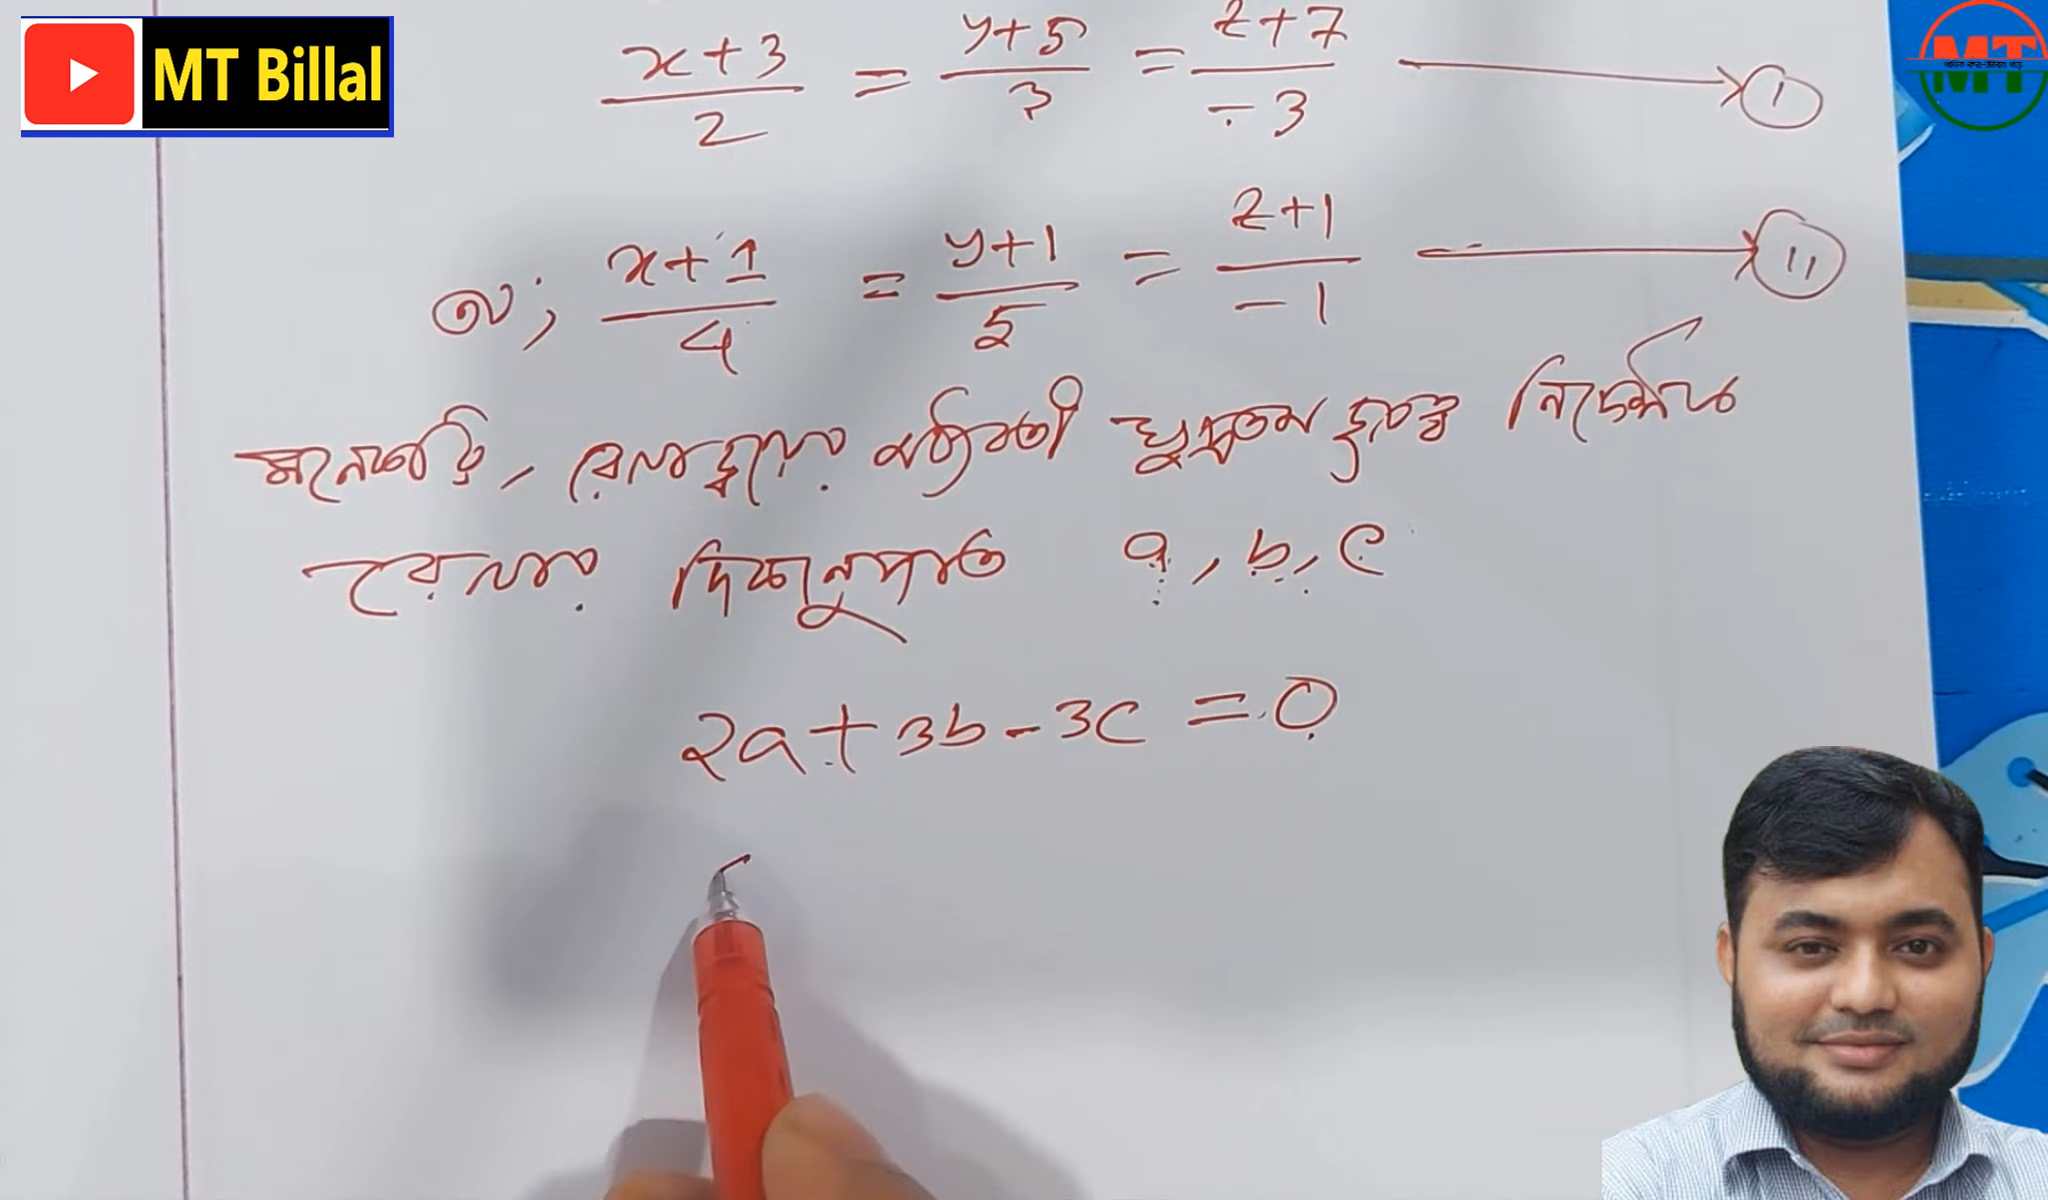 MT Billal
MT
(x+3)/2 = (y+5)/3 = (z+7)/-3 ⟶ (i)
ও ; (x+1)/4 = (y+1)/5 = (z+1)/-1 ⟶ (ii)
মনেকরি, রেখাদ্বয়ের মধ্যবর্তী ক্ষুদ্রতম দূরত্ব নির্দেশক
রেখার দিকানুপাত a, b, c
2a + 3b - 3c = 0